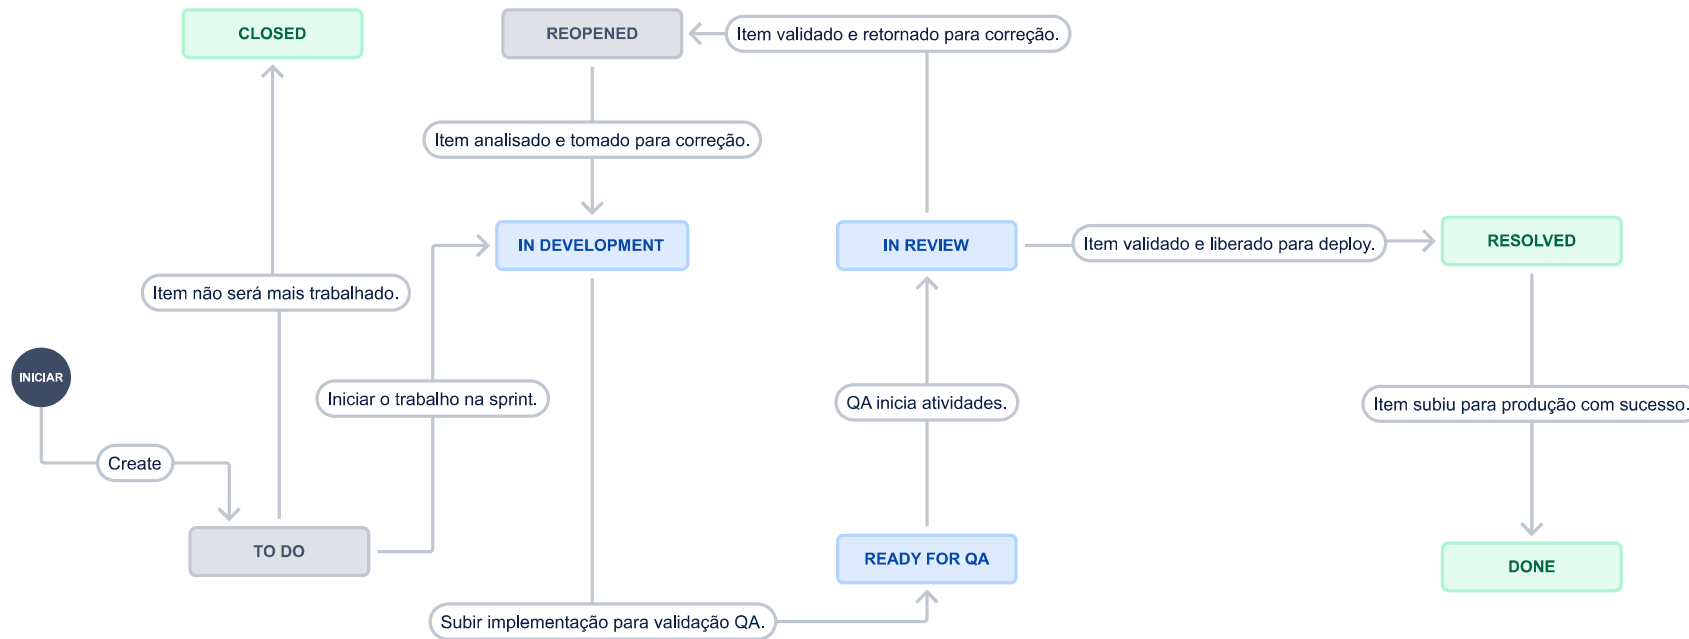 CLOSED
REOPENED
Item validado e retornado para correção.
Item analisado e tomado para correção.
IN DEVELOPMENT
IN REVIEW
Item validado e liberado para deploy.
RESOLVED
Item não será mais trabalhado.
INICIAR
Iniciar o trabalho na sprint.
QA inicia atividades.
Item subiu para produção com sucesso.
Create
TO DO
READY FOR QA
DONE
Subir implementação para validação QA.